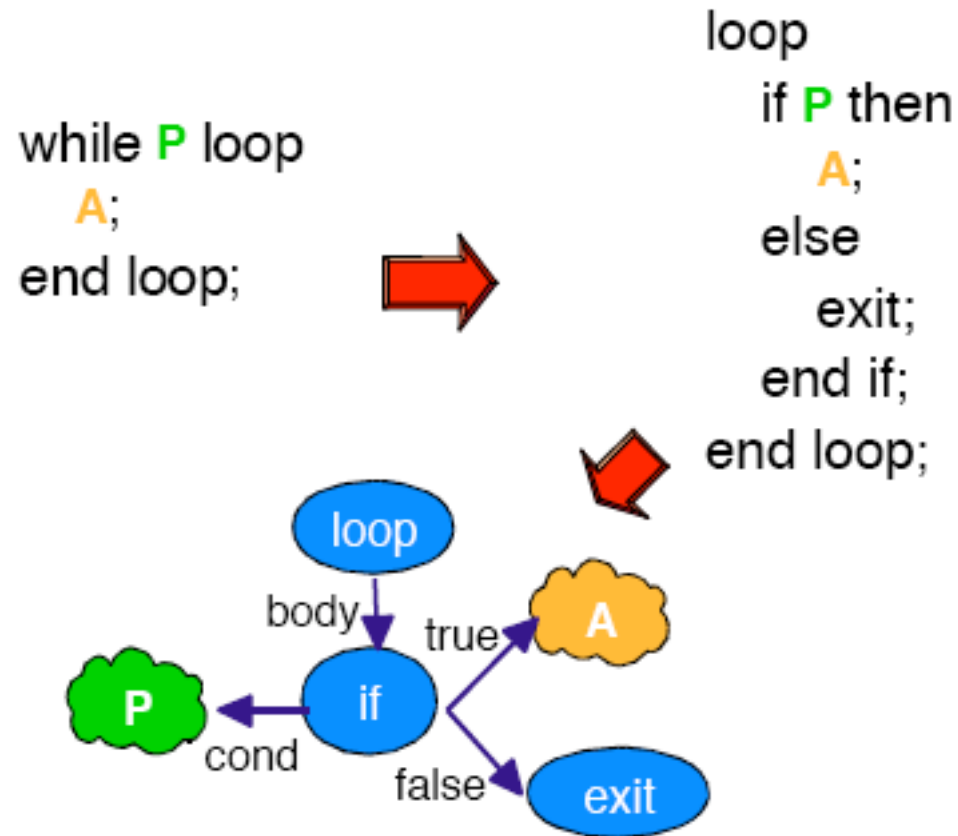 while P loop
A;
end loop;
loop
if P then
A;
else
exit;
end if;
end loop;
loop
body
true
A
P
if
cond
false
exit